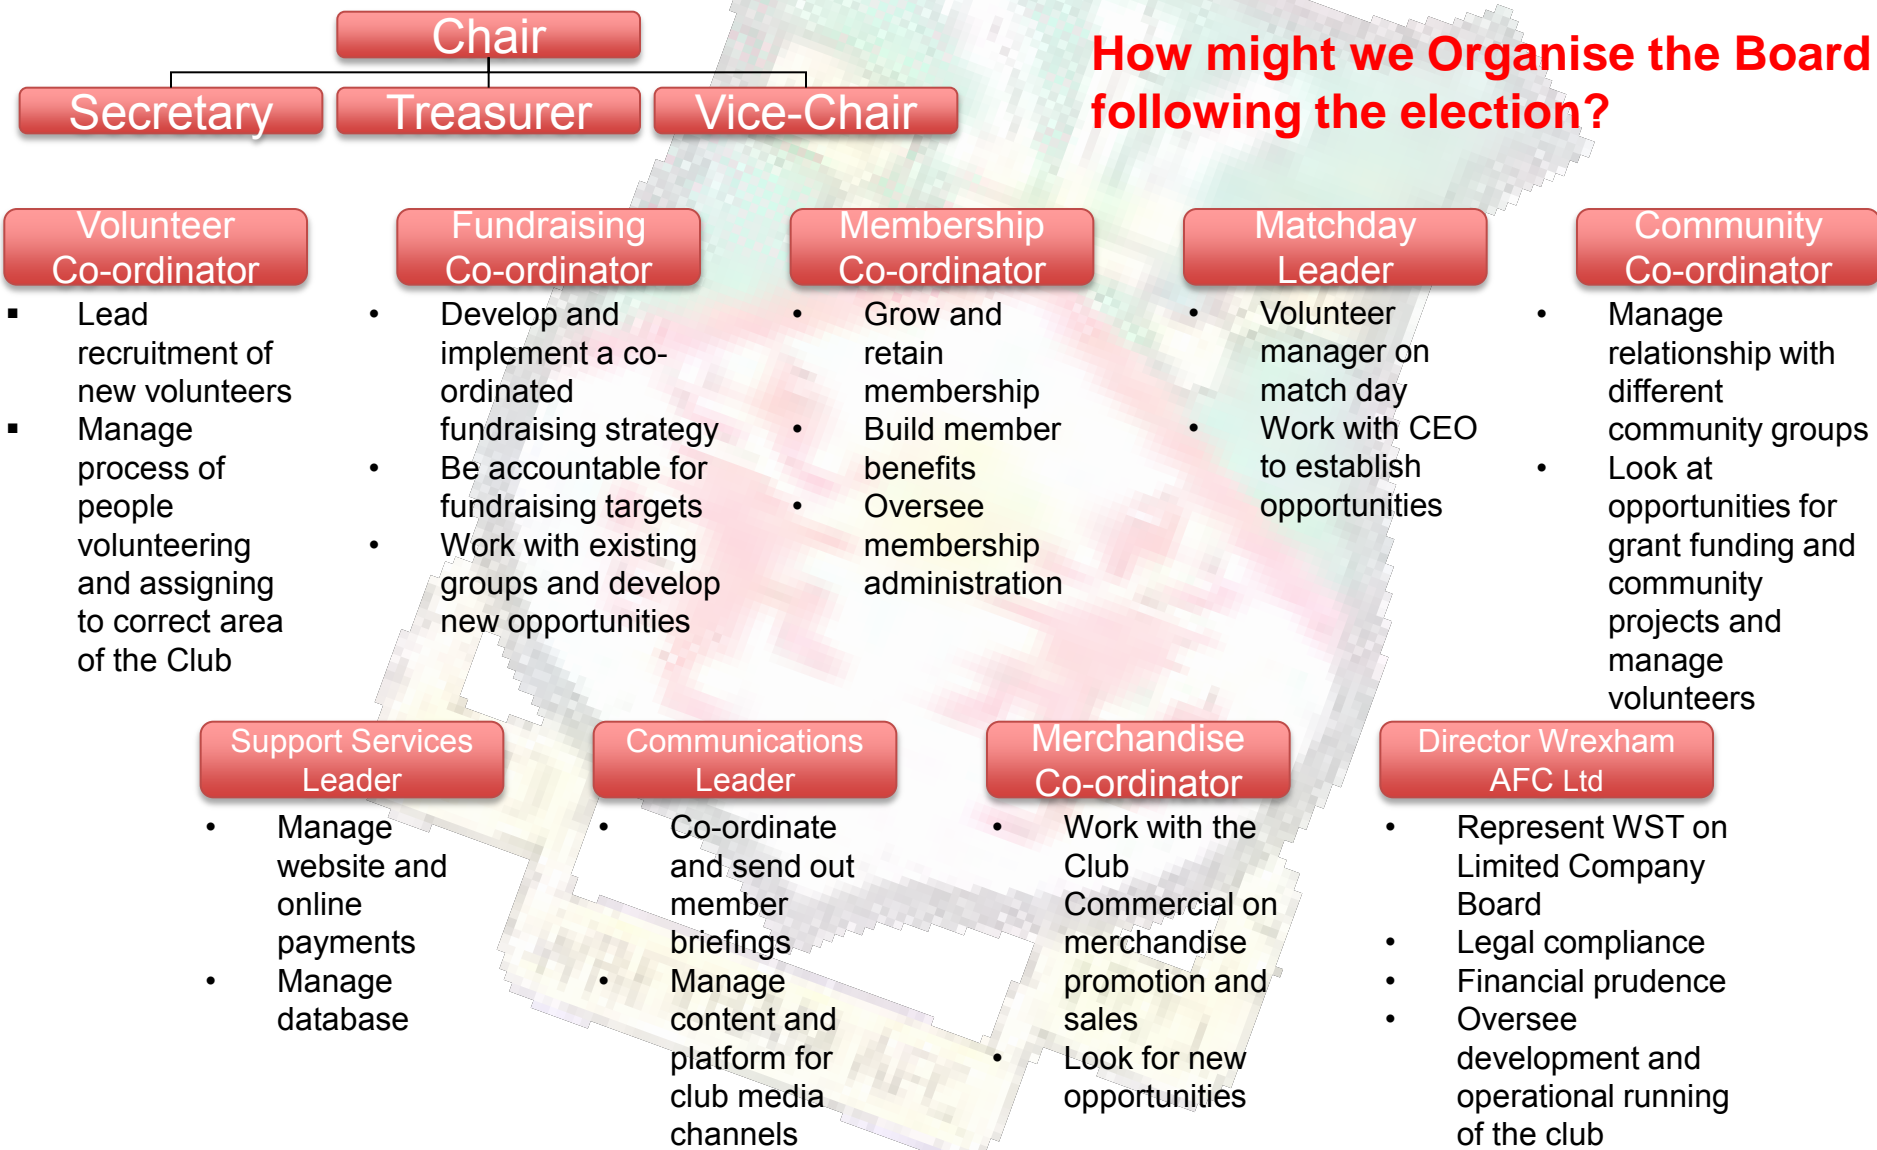 Chair
Secretary
Treasurer
Vice-Chair
How might we Organise the Board
following the election?
Volunteer
Co-ordinator
▪ Lead
recruitment of
new volunteers
▪ Manage
process of
people
volunteering
and assigning
to correct area
of the Club
Fundraising
Co-ordinator
• Develop and
implement a co-
ordinated
fundraising strategy
• Be accountable for
fundraising targets
• Work with existing
groups and develop
new opportunities
Membership
Co-ordinator
• Grow and
retain
membership
• Build member
benefits
• Oversee
membership
administration
Matchday
Leader
• Volunteer
manager on
match day
• Work with CEO
to establish
opportunities
Community
Co-ordinator
• Manage
relationship with
different
community groups
• Look at
opportunities for
grant funding and
community
projects and
manage
volunteers
Support Services
Leader
• Manage
website and
online
payments
• Manage
database
Communications
Leader
• Co-ordinate
and send out
member
briefings
• Manage
content and
platform for
club media
channels
Merchandise
Co-ordinator
• Work with the
Club
Commercial on
merchandise
promotion and
sales
• Look for new
opportunities
Director Wrexham
AFC Ltd
• Represent WST on
Limited Company
Board
• Legal compliance
• Financial prudence
• Oversee
development and
operational running
of the club